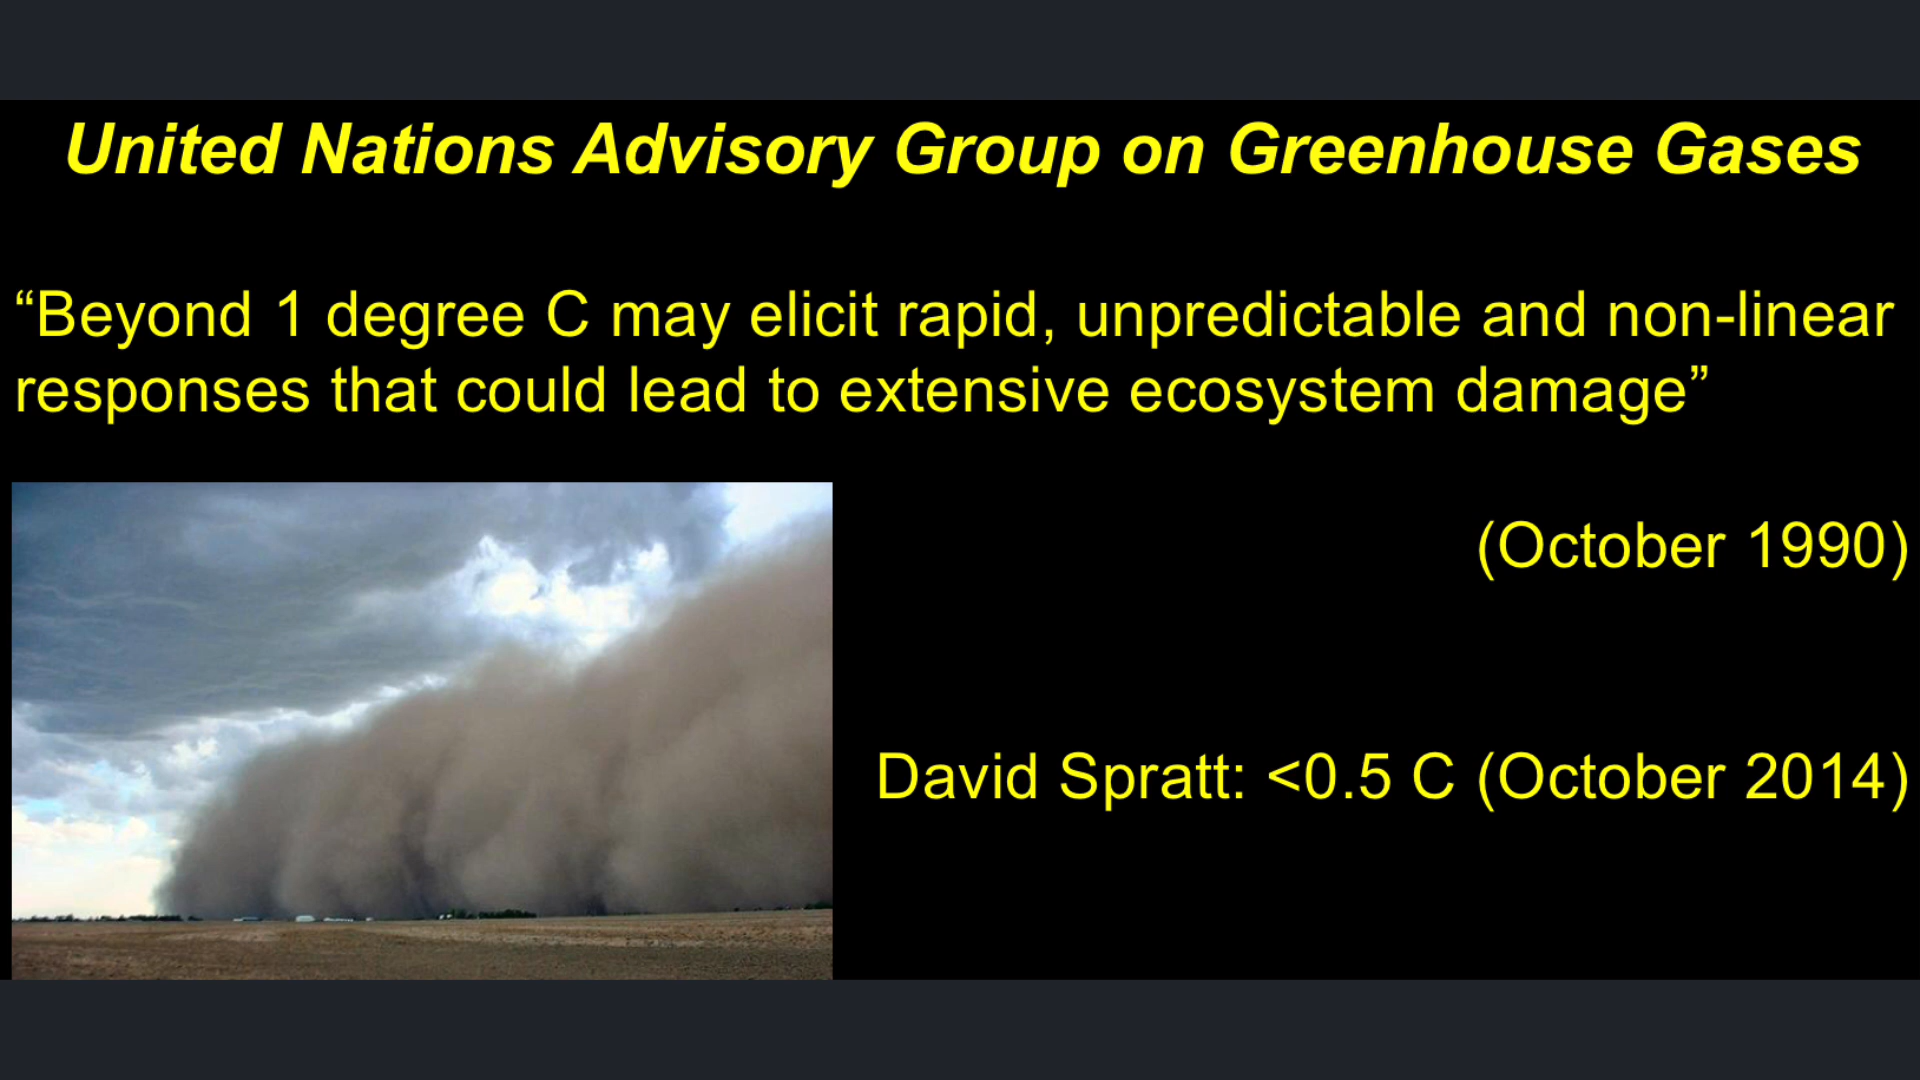 United Nations Advisory Group on Greenhouse Gases
“Beyond 1 degree C may elicit rapid, unpredictable and non-linear
responses that could lead to extensive ecosystem damage”
(October 1990)
David Spratt: <0.5 C (October 2014)